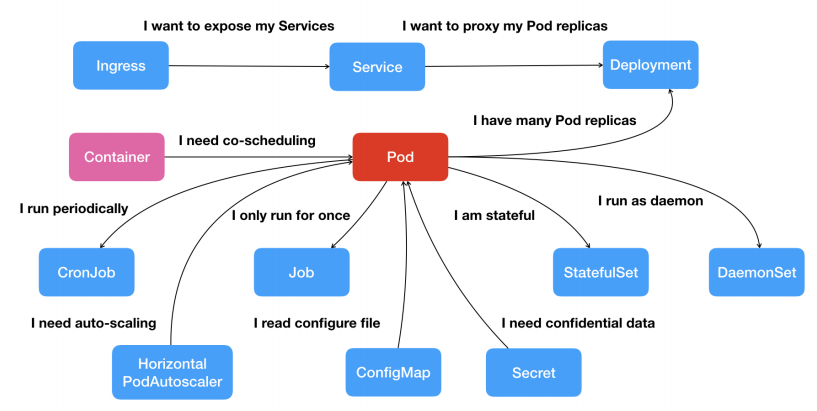 I want to expose my Services
I want to proxy my Pod replicas
Ingress
Service
Deployment
I have many Pod replicas
I need co-scheduling
Container
Pod
I run periodically
I only run for once
I am stateful
I run as daemon
CronJob
Job
StatefulSet
DaemonSet
I need auto-scaling
I read configure file
I need confidential data
Horizontal
PodAutoscaler
ConfigMap
Secret